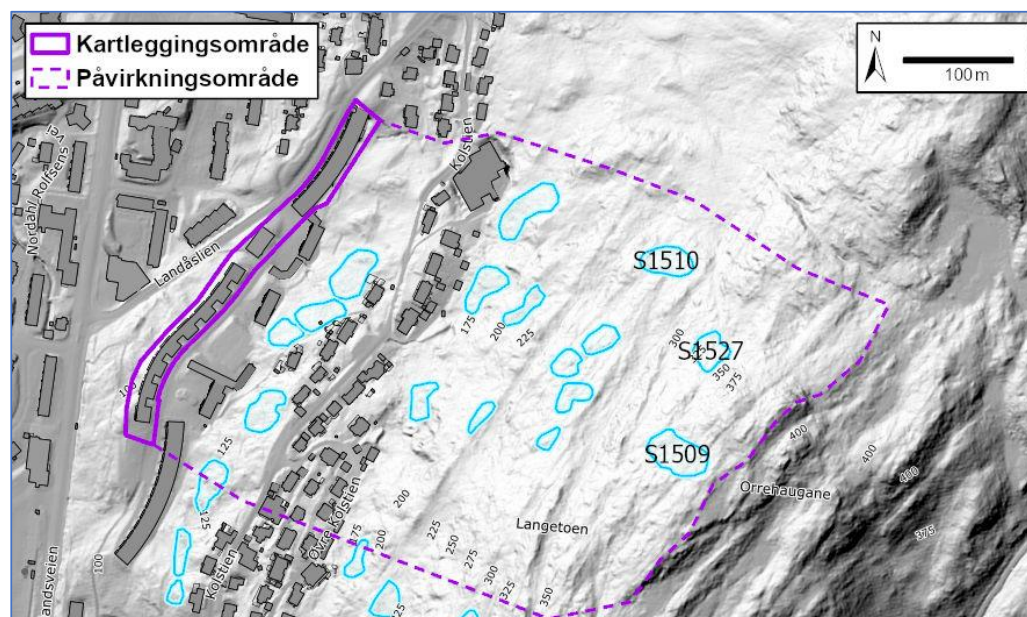 Kartleggingsområde
Påvirkningsområde
N
100 m
Nordahl Rolfsens vei
Kolstien
Landåslien
S1510
175
200
225
300
S1527
350
375
100
400
400
400
S1509
Orrehaugane
125
125
200
Langetoen
375
Øvre Kolstien
175
200
225
250
275
300
325
350
100
Kolstien
125
andsveien